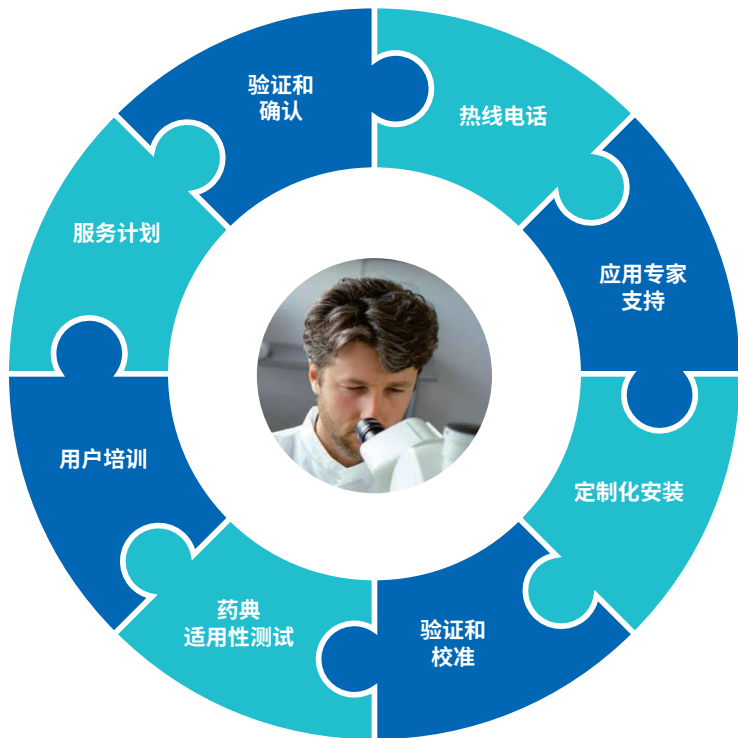 验证和
确认
热线电话
服务计划
应用专家
支持
用户培训
定制化安装
药典
适用性测试
验证和
校准